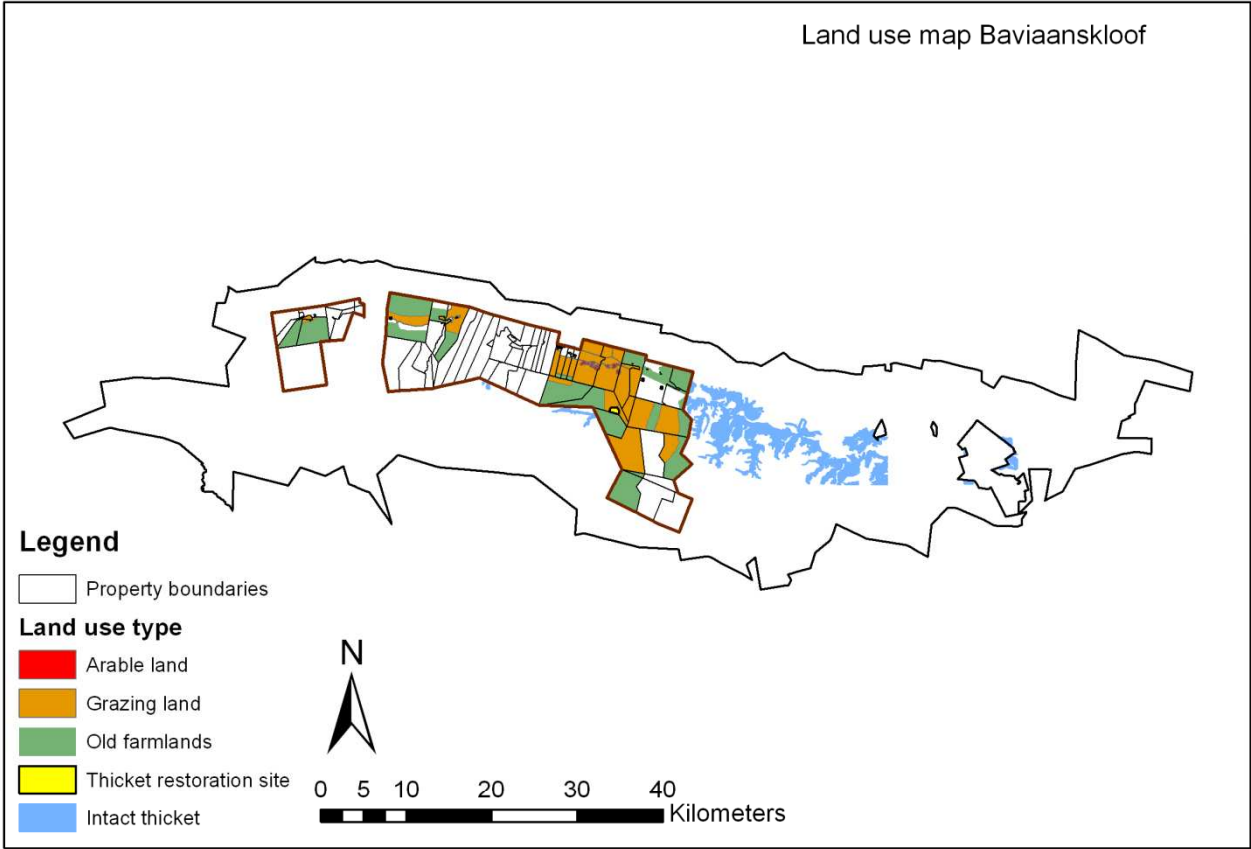 Land use map Baviaanskloof
Legend
Property boundaries
Land use type
Arable land
Grazing land
Old farmlands
Thicket restoration site
Intact thicket
N
0 5 10 20 30 40
Kilometers